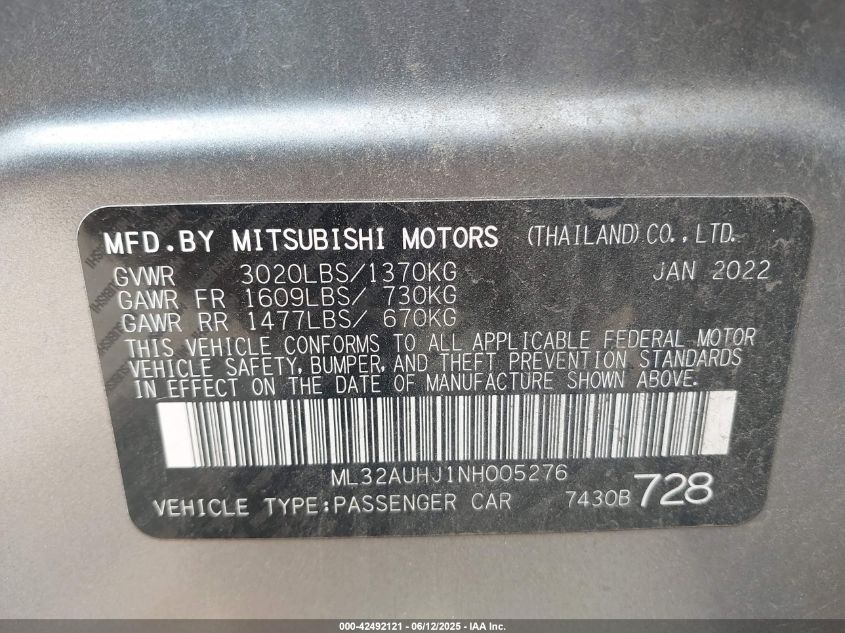 MFD.BY MITSUBISHI MOTORS (THAILAND) CO.,LTD.
GVWR 3020LBS/1370KG JAN 2022
GAWR FR 1609LBS/ 730KG
GAWR RR 1477LBS/ 670KG
THIS VEHICLE CONFORMS TO ALL APPLICABLE FEDERAL MOTOR
VEHICLE SAFETY, BUMPER, AND THEFT PREVENTION STANDARDS
IN EFFECT ON THE DATE OF MANUFACTURE SHOWN ABOVE.
ML32AUHJ1NH005276
VEHICLE TYPE:PASSENGER CAR 7430B 728
000-42492121 - 06/12/2025 - IAA Inc.